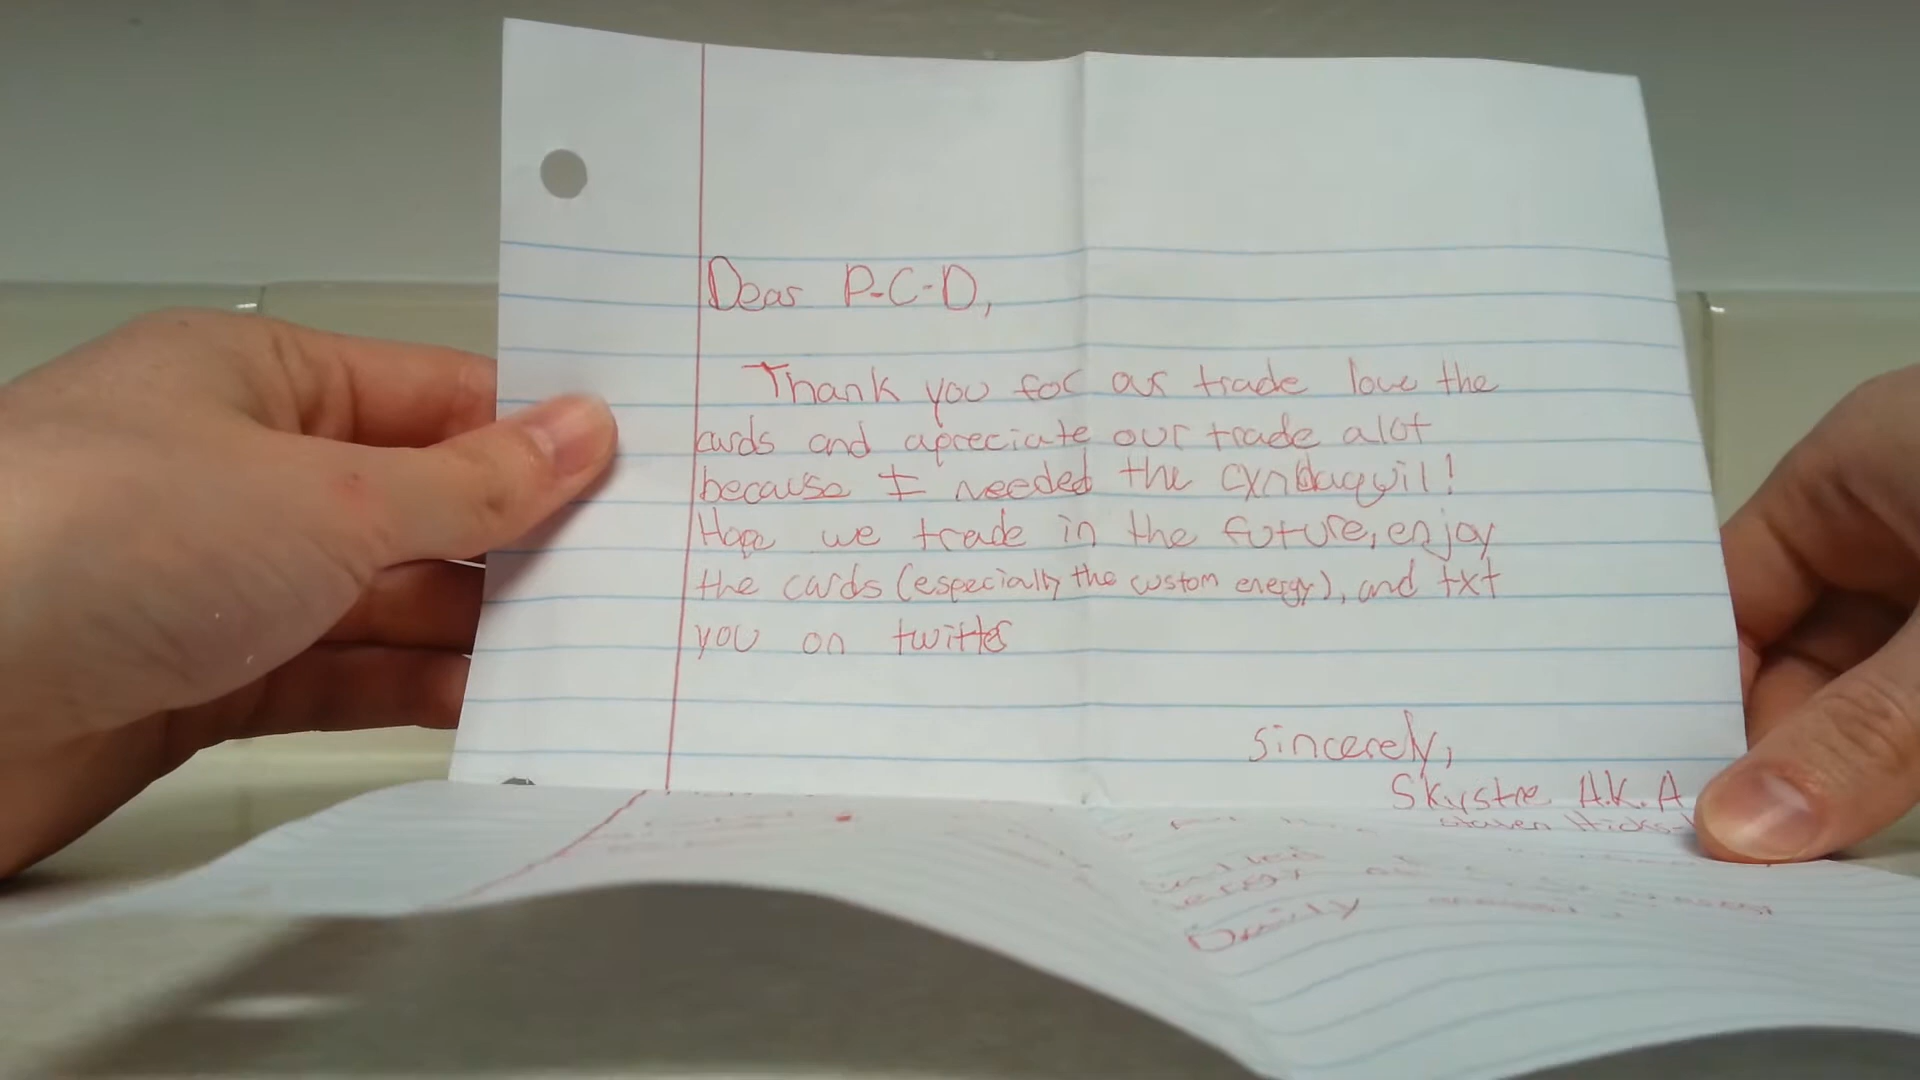 Dear P-C-D,
Thank you for our trade love the
cards and apreciate our trade alot
because I needed the cyndaquil!
Hope we trade in the future, enjoy
the cards (especially the custom energy), and txt
you on twitter
Sincerely,
Skystre A.K.A